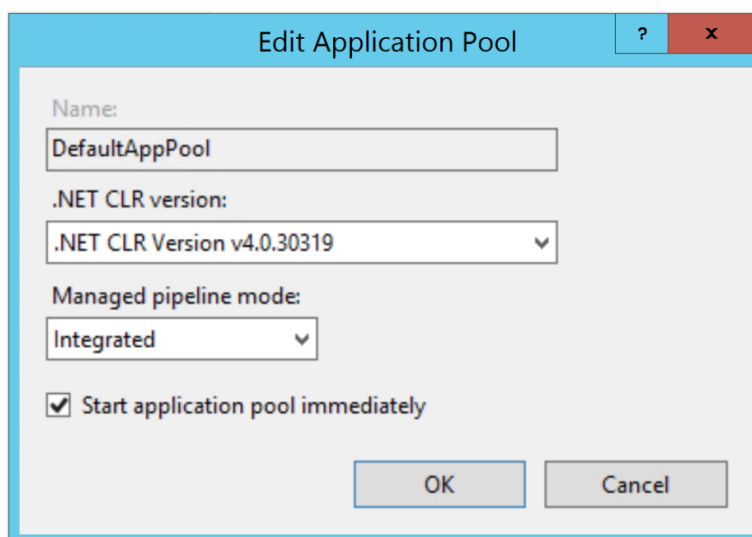 Edit Application Pool
?
x
Name:
DefaultAppPool
.NET CLR version:
.NET CLR Version v4.0.30319
Managed pipeline mode:
Integrated
Start application pool immediately
OK
Cancel